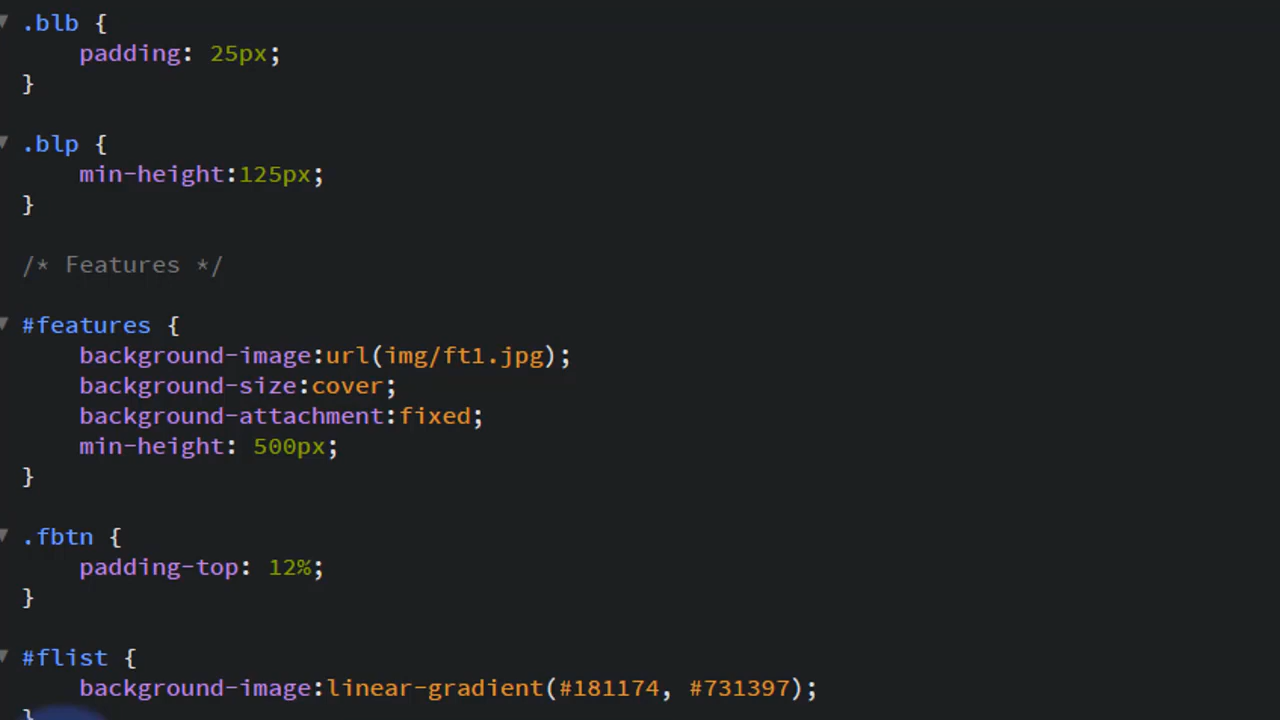 .blb {
padding: 25px;
}
.blp {
min-height:125px;
}
/* Features */
#features {
background-image:url(img/ft1.jpg);
background-size:cover;
background-attachment:fixed;
min-height: 500px;
}
.fbtn {
padding-top: 12%;
}
#flist {
background-image:linear-gradient(#181174, #731397);
}